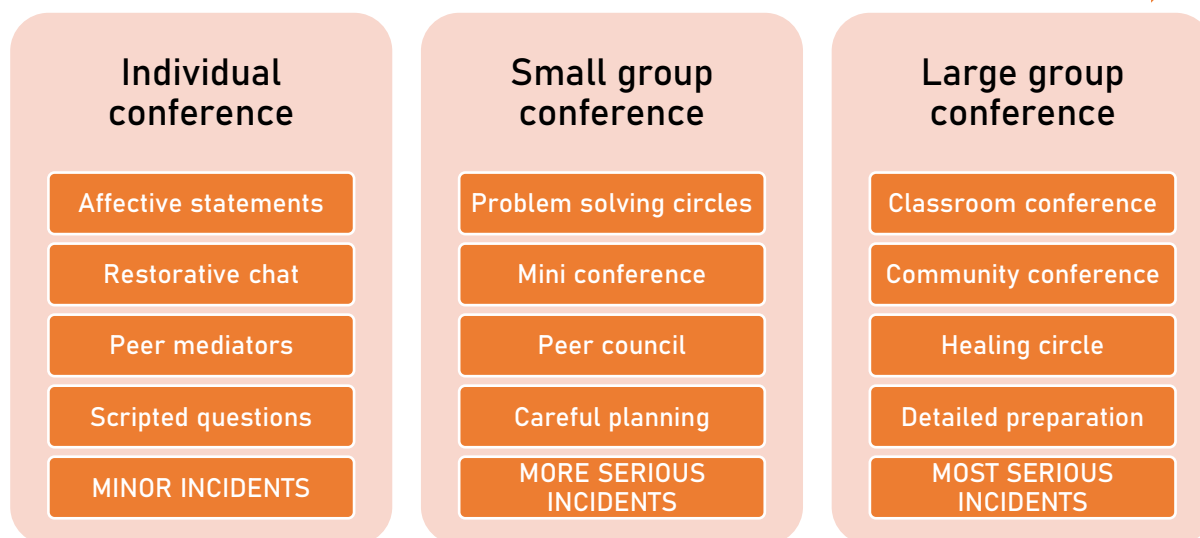 Individual
conference
Affective statements
Restorative chat
Peer mediators
Scripted questions
MINOR INCIDENTS
Small group
conference
Problem solving circles
Mini conference
Peer council
Careful planning
MORE SERIOUS
INCIDENTS
Large group
conference
Classroom conference
Community conference
Healing circle
Detailed preparation
MOST SERIOUS
INCIDENTS